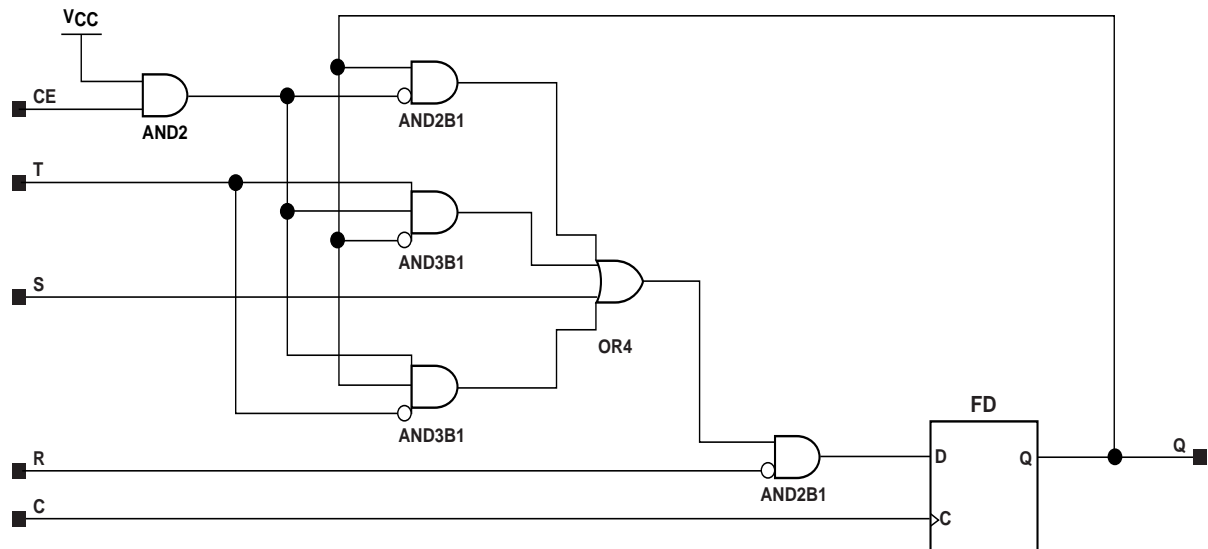 VCC
CE
AND2
AND2B1
T
AND3B1
S
OR4
AND3B1
FD
R
AND2B1
D
Q
Q
C
C